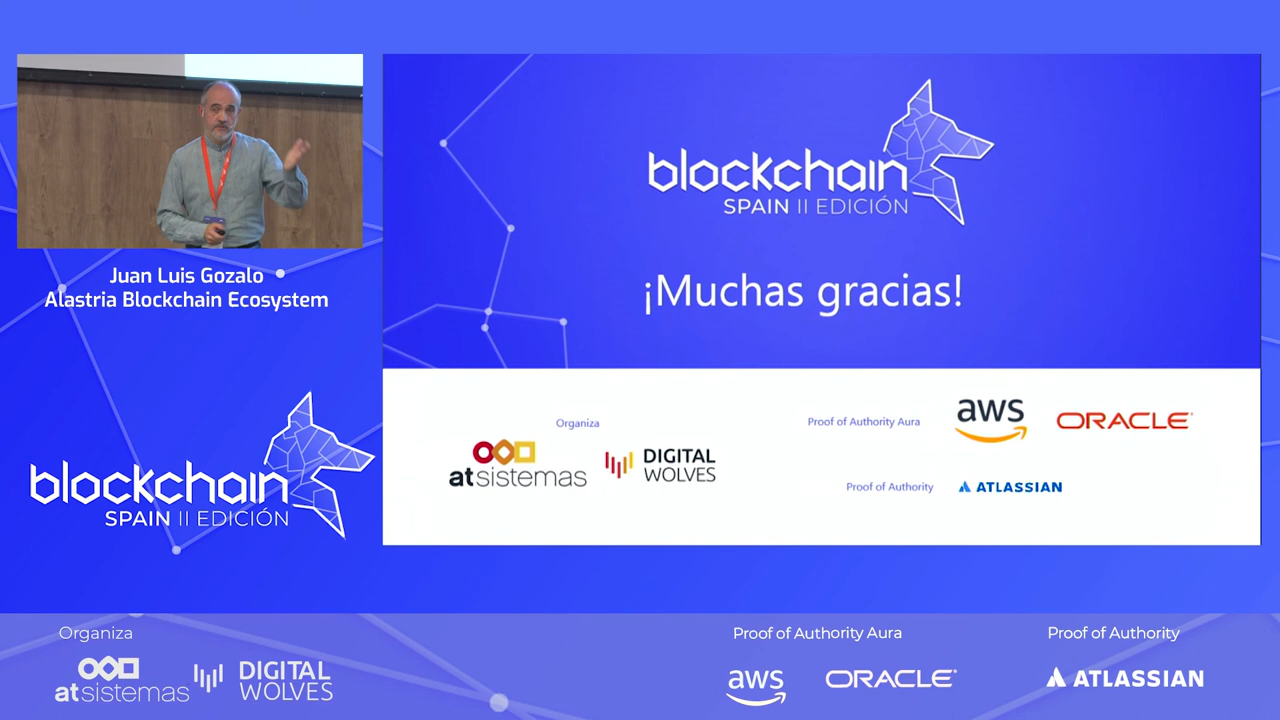 Juan Luis Gozalo
Alastria Blockchain Ecosystem
blockchain
SPAIN II EDICIÓN
blockchain
SPAIN II EDICIÓN
¡Muchas gracias!
Organiza
atsistemas
DIGITAL
WOLVES
Proof of Authority Aura
aws
ORACLE
Proof of Authority
ATLASSIAN
Organiza
atsistemas
DIGITAL
WOLVES
Proof of Authority Aura
aws
ORACLE
Proof of Authority
ATLASSIAN